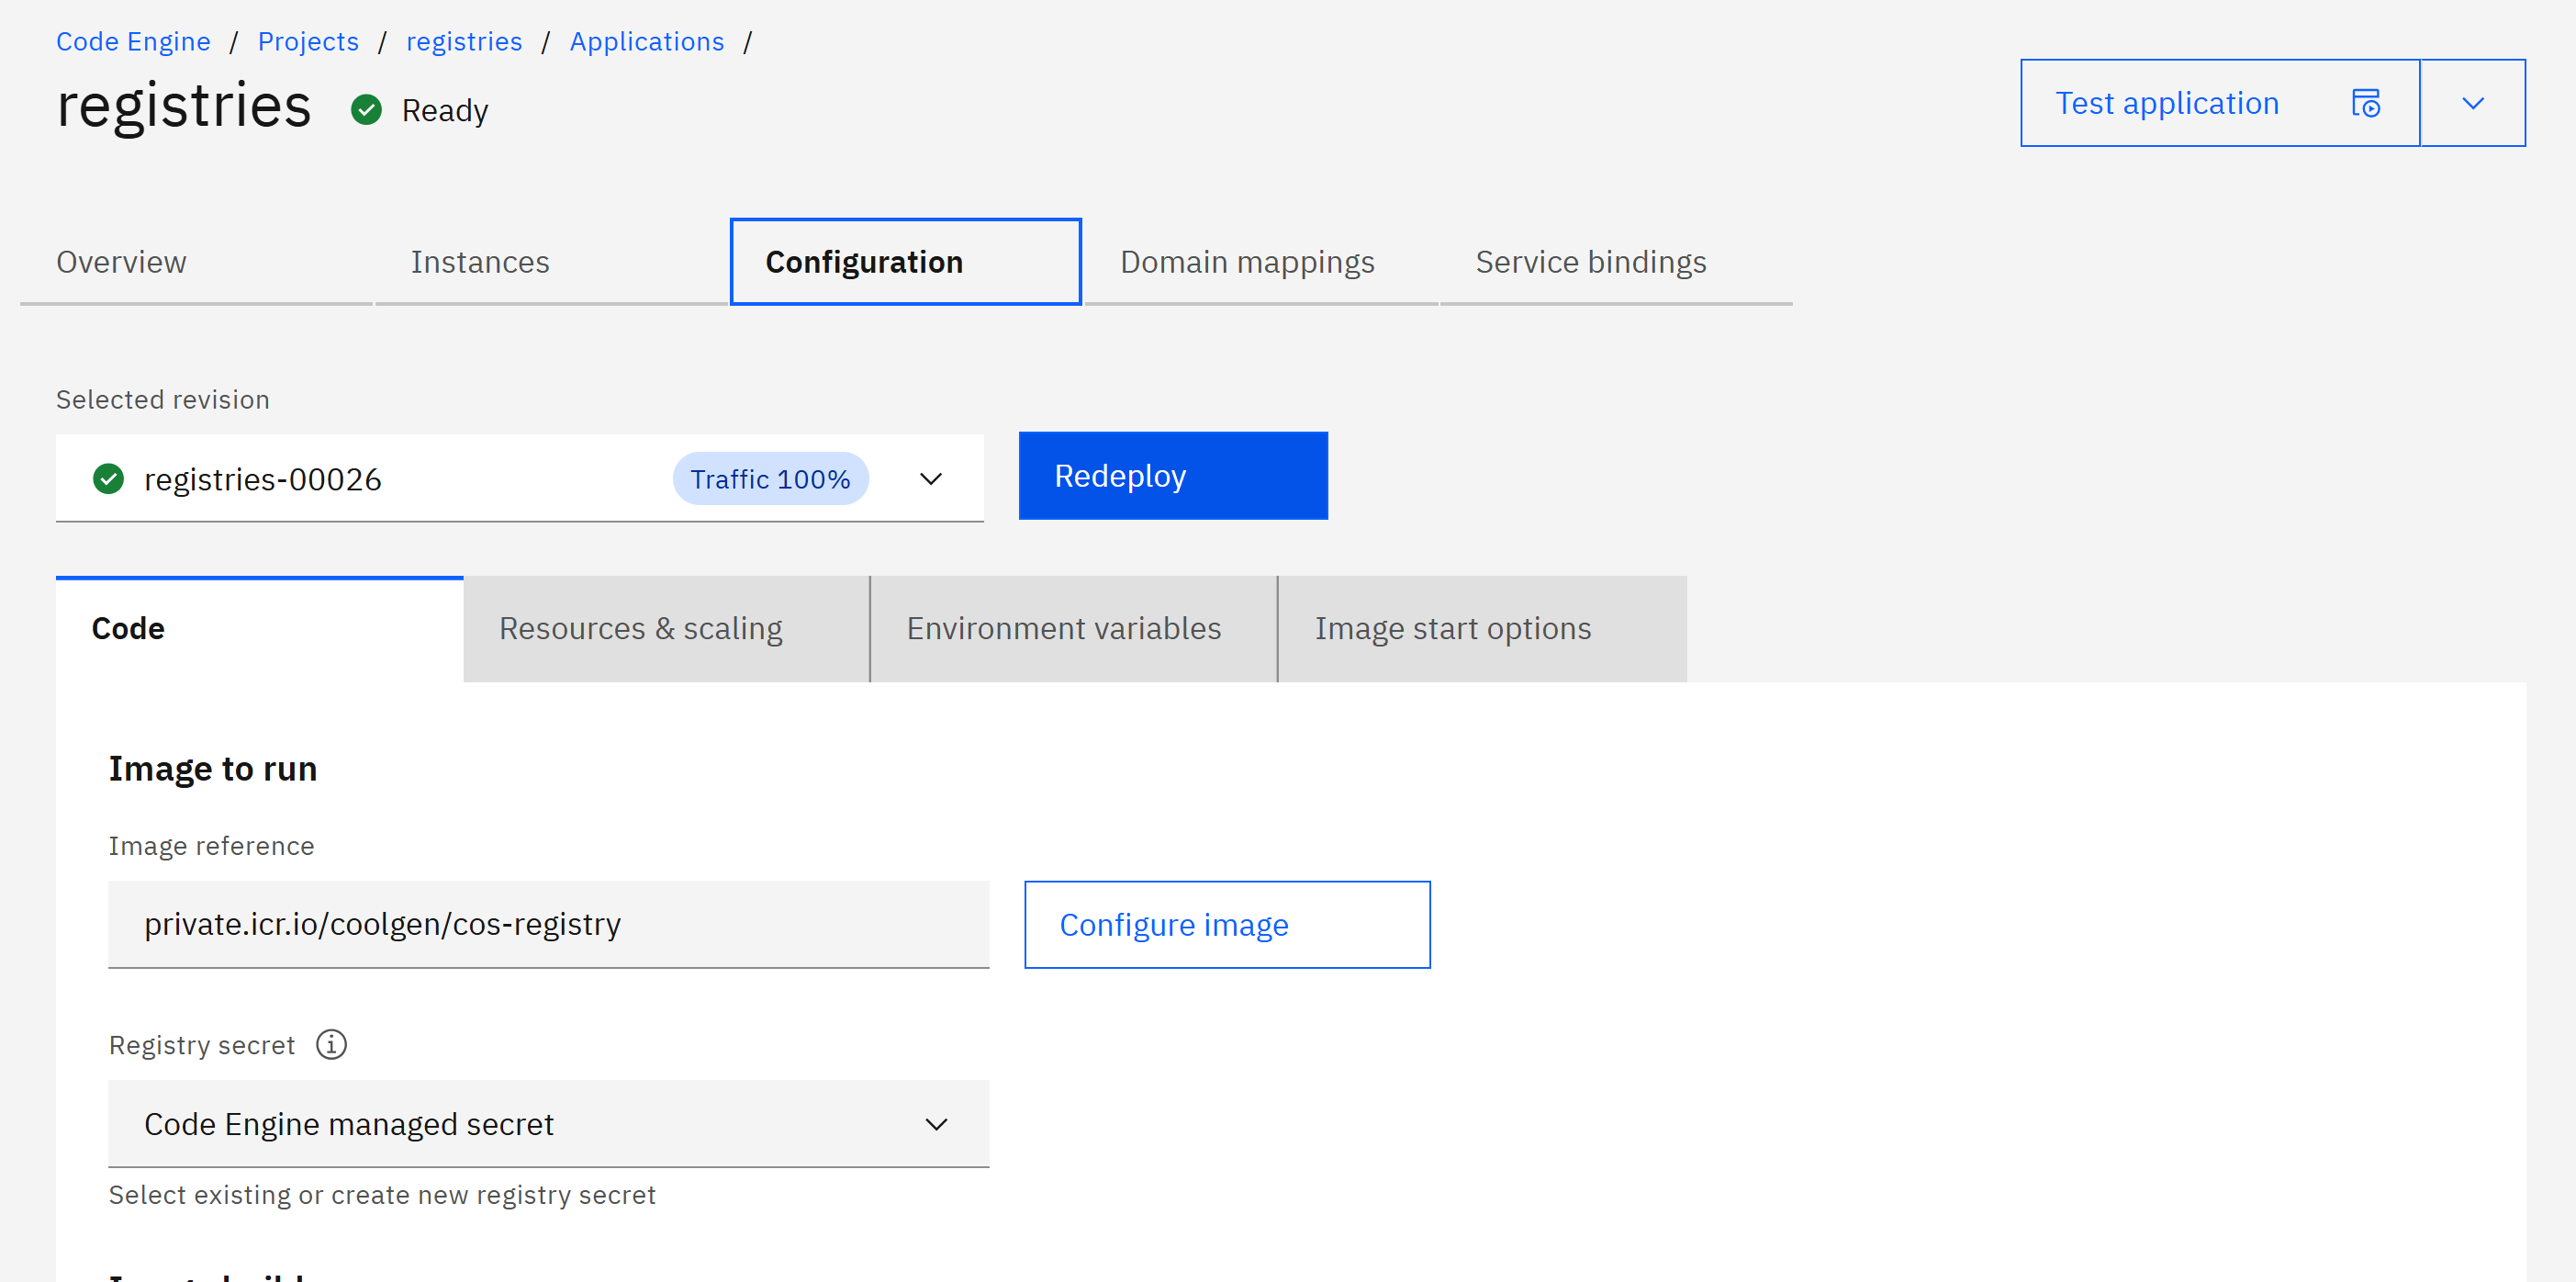 Code Engine / Projects / registries / Applications /
registries Ready
Test application
Overview Instances Configuration Domain mappings Service bindings
Selected revision
registries-00026 Traffic 100% Redeploy
Code Resources & scaling Environment variables Image start options
Image to run
Image reference
private.icr.io/coolgen/cos-registry Configure image
Registry secret
Code Engine managed secret
Select existing or create new registry secret